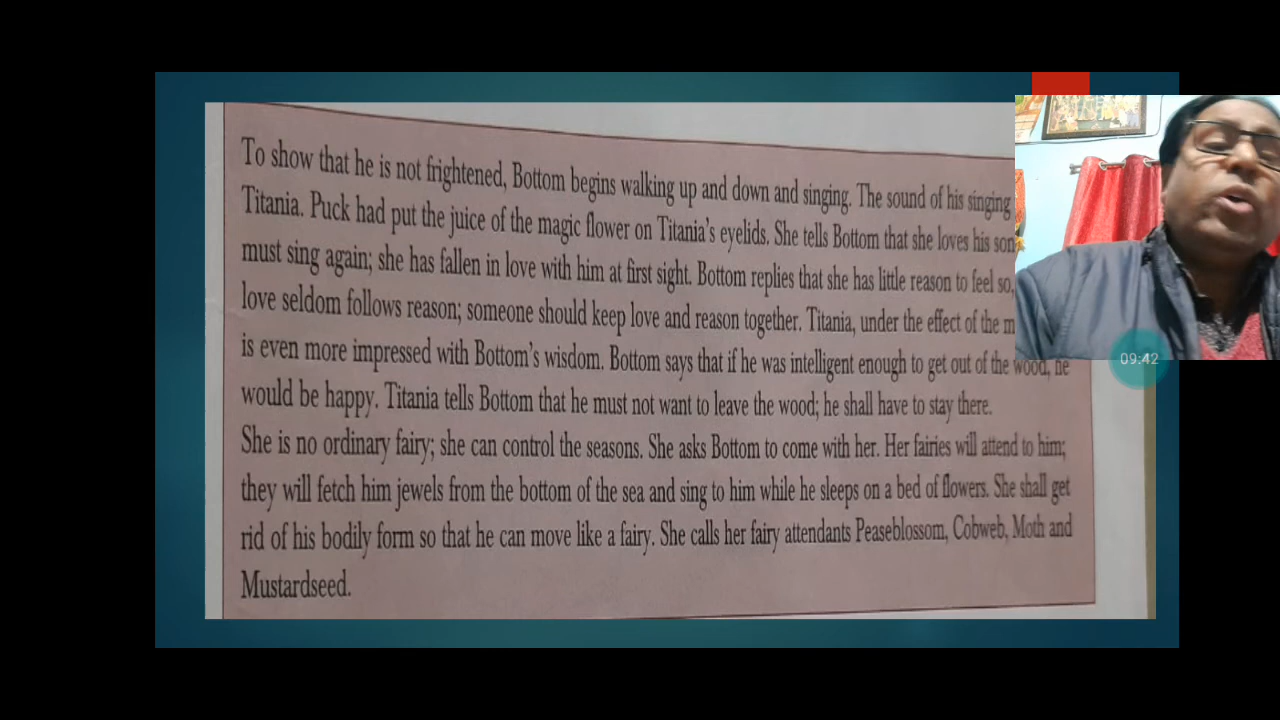 To show that he is not frightened, Bottom begins walking up and down and singing. The sound of his singing
Titania. Puck had put the juice of the magic flower on Titania's eyelids. She tells Bottom that she loves his
must sing again; she has fallen in love with him at first sight. Bottom replies that she has little reason to feel so,
love seldom follows reason; someone should keep love and reason together. Titania, under the effect of the
is even more impressed with Bottom's wisdom. Bottom says that if he was intelligent enough to get out of the wood, he
would be happy. Titania tells Bottom that he must not want to leave the wood; he shall have to stay there.
She is no ordinary fairy; she can control the seasons. She asks Bottom to come with her. Her fairies will attend to him;
they will fetch him jewels from the bottom of the sea and sing to him while he sleeps on a bed of flowers. She shall get
rid of his bodily form so that he can move like a fairy. She calls her fairy attendants Peaseblossom, Cobweb, Moth and
Mustardseed.
09:42